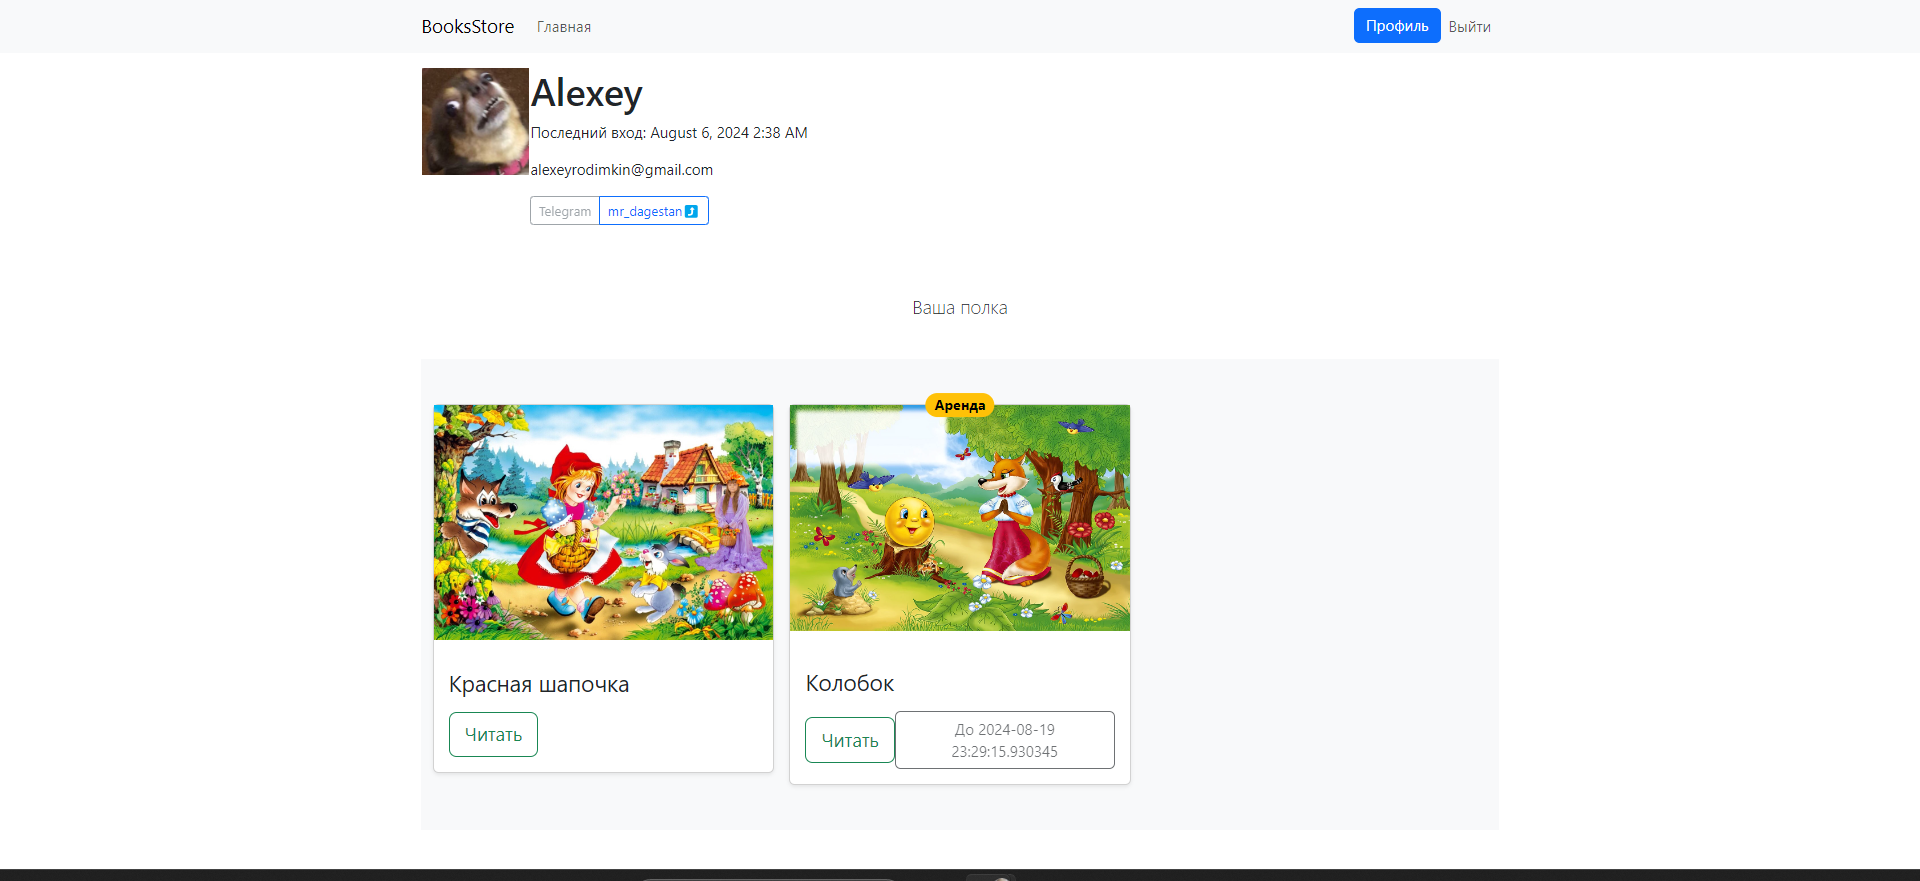 BooksStore
Главная
Профиль
Выйти
Alexey
Последний вход: August 6, 2024 2:38 AM
alexeyrodimkin@gmail.com
Telegram
mr_dagestan
Ваша полка
Аренда
Красная шапочка
Читать
Колобок
Читать
До 2024-08-19
23:29:15.930345